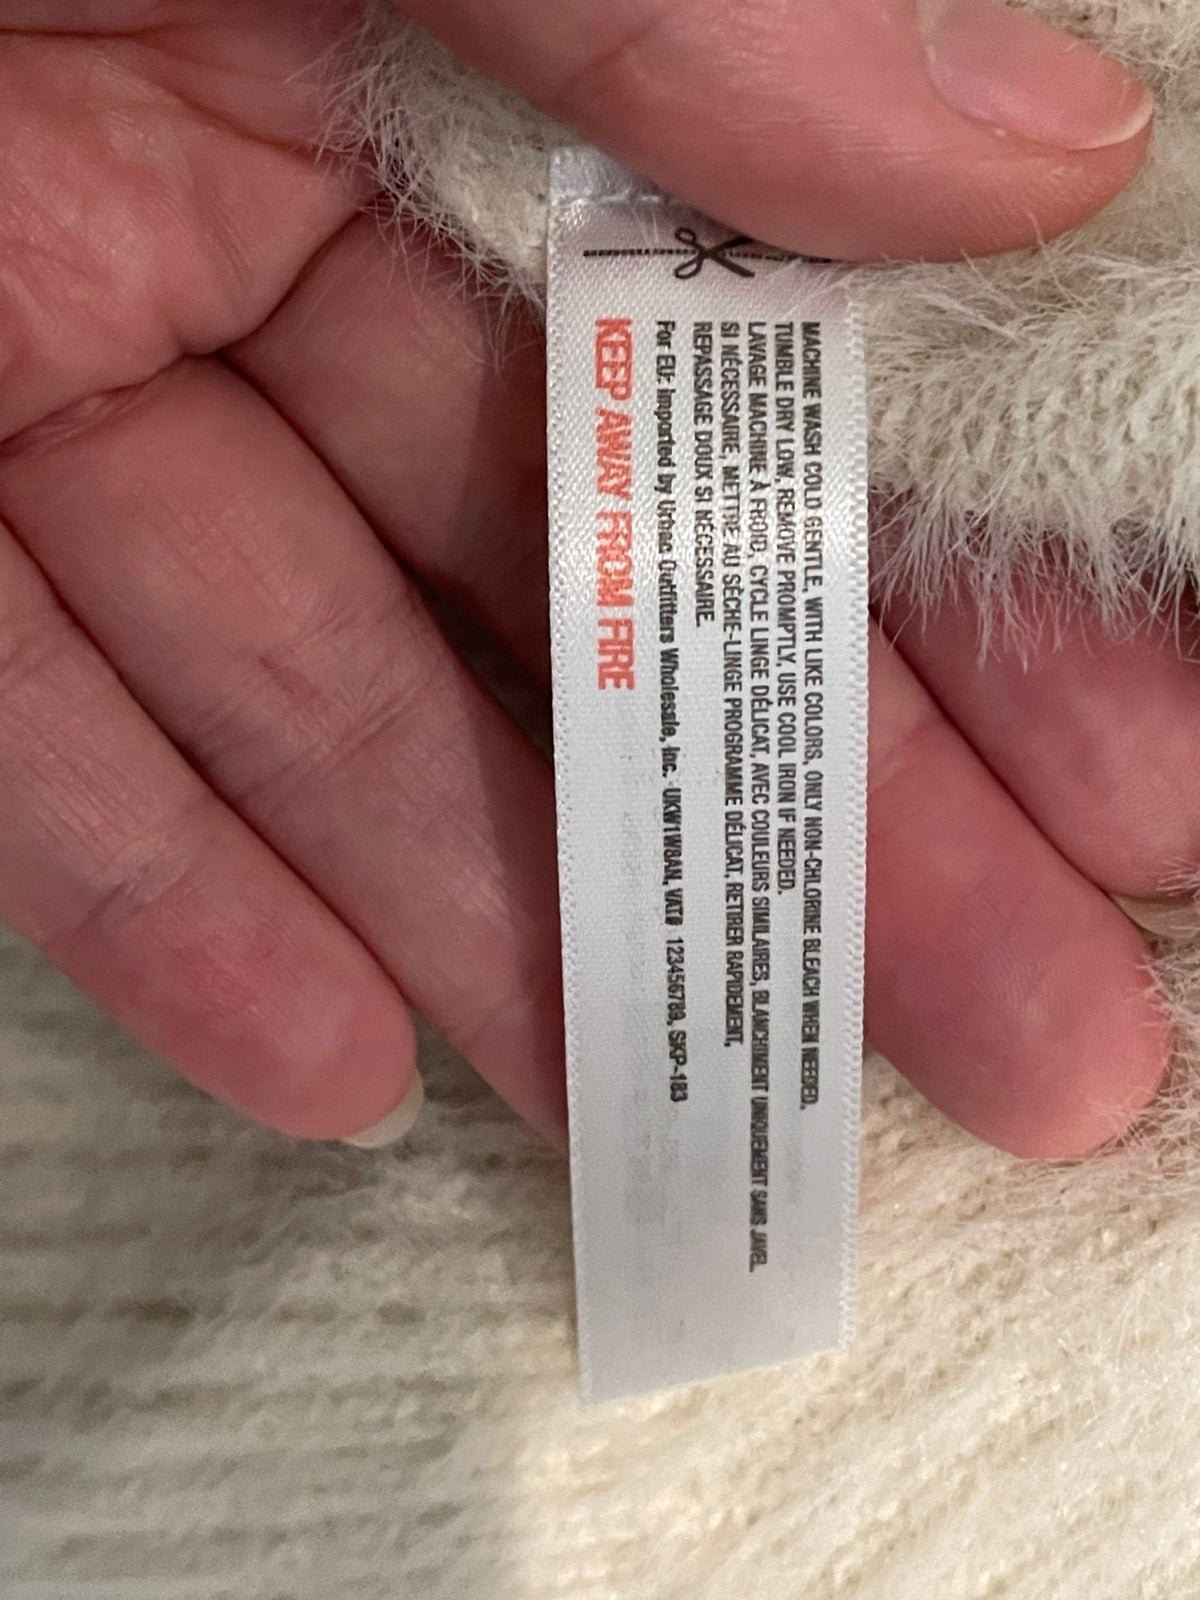 MACHINE WASH COLD GENTLE, WITH LIKE COLORS, ONLY NON-CHLORINE BLEACH WHEN NEEDED,
TUMBLE DRY LOW, REMOVE PROMPTLY, USE COOL IRON IF NEEDED.
LAVAGE MACHINE À FROID, CYCLE LINGE DÉLICAT, AVEC COULEURS SIMILAIRES, BLANCHIMENT UNIQUEMENT SANS JAVEL
SI NÉCESSAIRE, METTRE AU SÈCHE-LINGE PROGRAMME DÉLICAT, RETIRER RAPIDEMENT,
REPASSAGE DOUX SI NÉCESSAIRE.
For EU: Imported by Urban Outfitters Wholesale, Inc. UKW1W8AN, VAT# 123456789, SKP-183
KEEP AWAY FROM FIRE